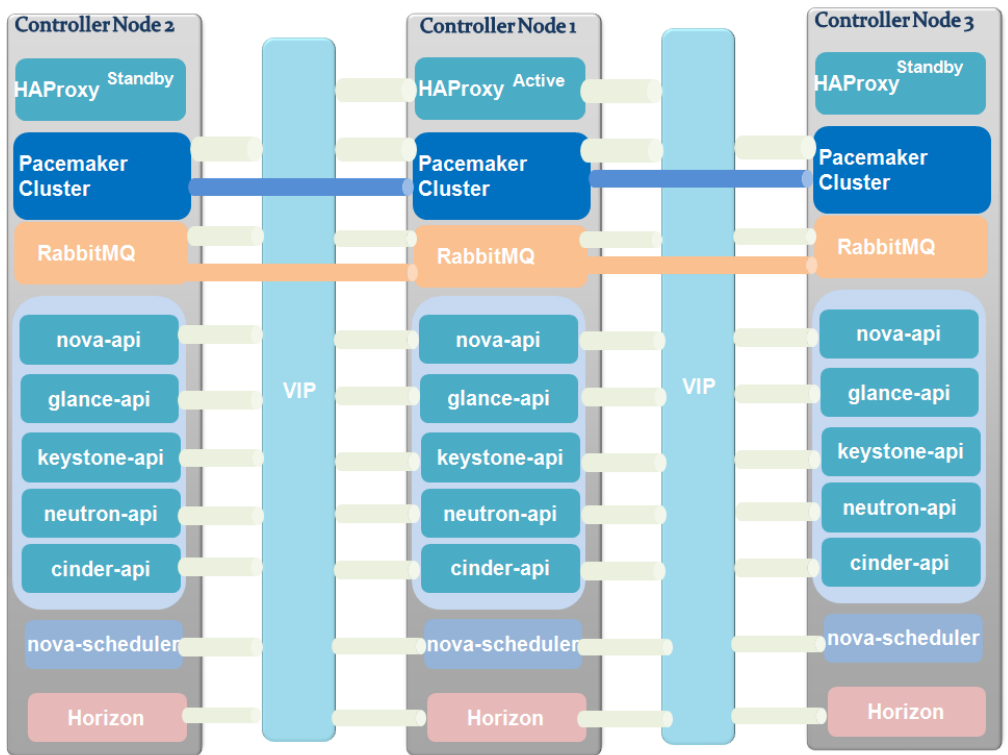 Controller Node 2
HAProxy Standby
Pacemaker
Cluster
RabbitMQ
nova-api
glance-api
keystone-api
neutron-api
cinder-api
nova-scheduler
Horizon
VIP
Controller Node 1
HAProxy Active
Pacemaker
Cluster
RabbitMQ
nova-api
glance-api
keystone-api
neutron-api
cinder-api
nova-scheduler
Horizon
VIP
Controller Node 3
HAProxy Standby
Pacemaker
Cluster
RabbitMQ
nova-api
glance-api
keystone-api
neutron-api
cinder-api
nova-scheduler
Horizon